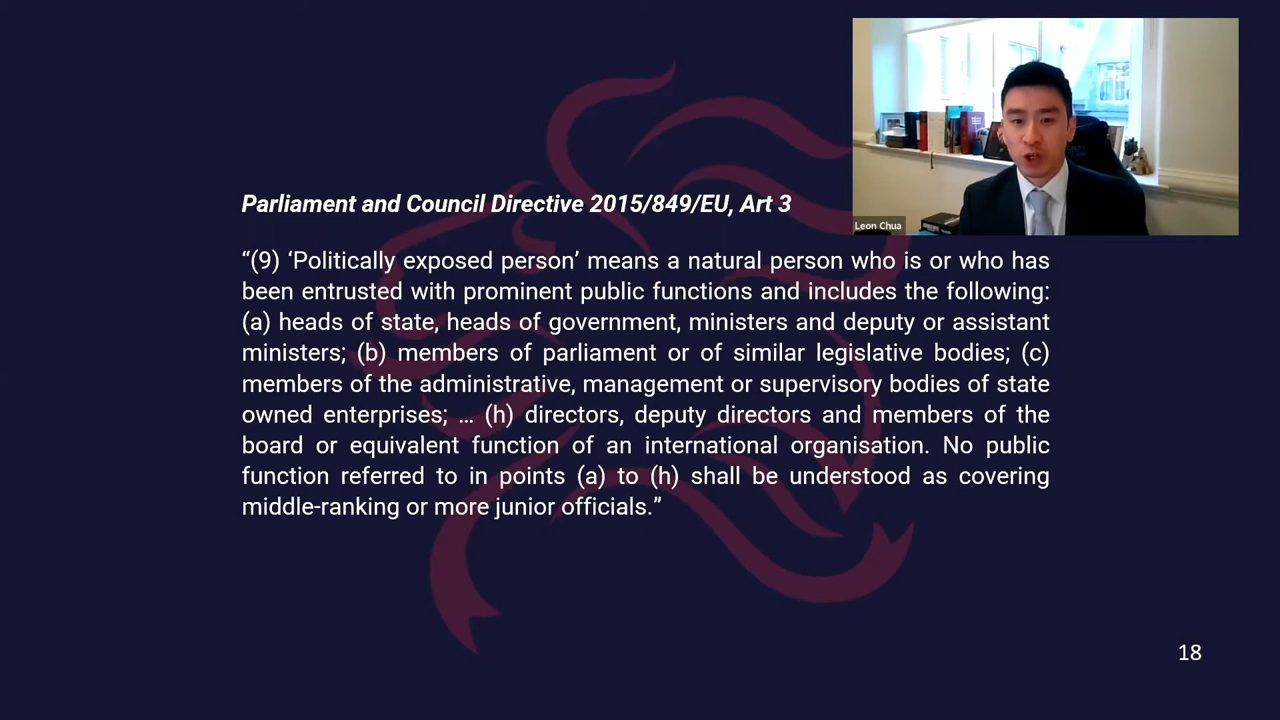 Parliament and Council Directive 2015/849/EU, Art 3
“(9) ‘Politically exposed person’ means a natural person who is or who has
been entrusted with prominent public functions and includes the following:
(a) heads of state, heads of government, ministers and deputy or assistant
ministers; (b) members of parliament or of similar legislative bodies; (c)
members of the administrative, management or supervisory bodies of state
owned enterprises; … (h) directors, deputy directors and members of the
board or equivalent function of an international organisation. No public
function referred to in points (a) to (h) shall be understood as covering
middle-ranking or more junior officials.”
Leon Chua
18